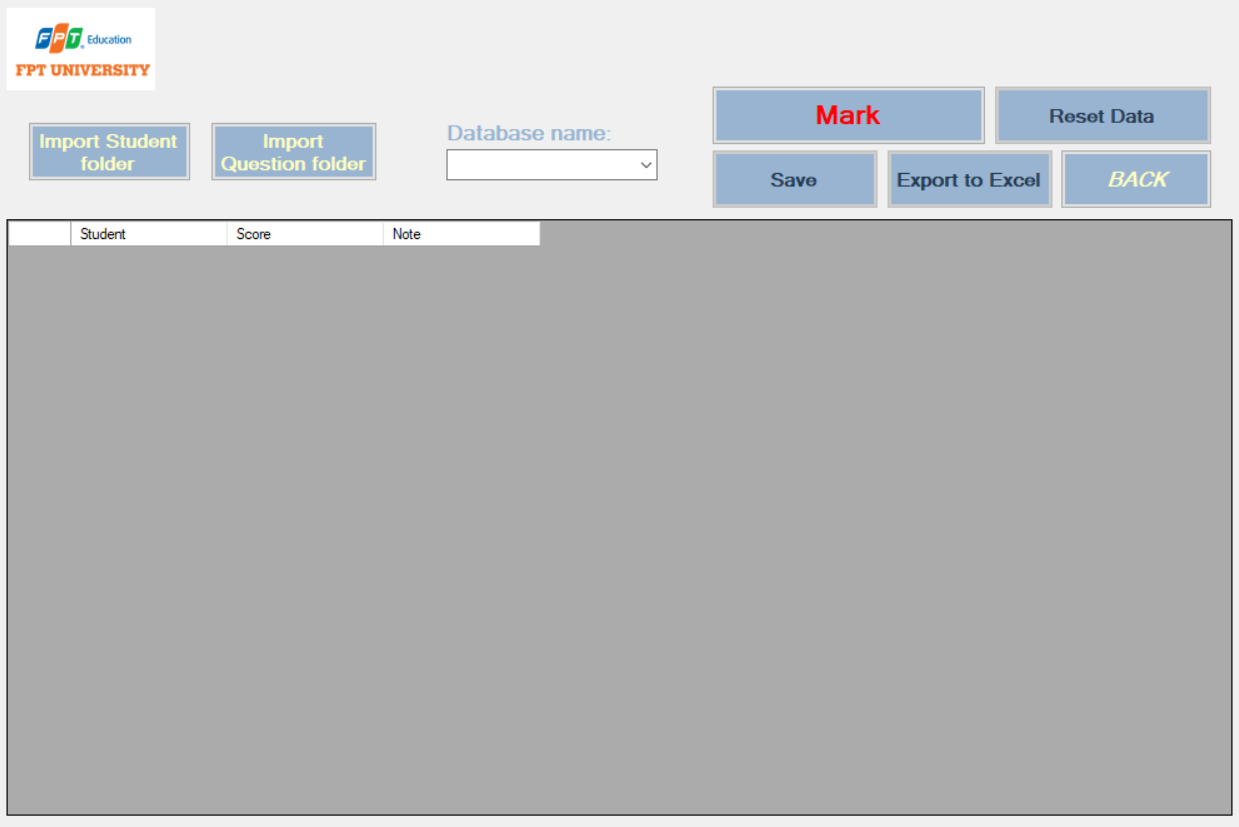 FPT Education
FPT UNIVERSITY
Import Student
folder
Import
Question folder
Database name:
Mark
Reset Data
Save
Export to Excel
BACK
Student
Score
Note